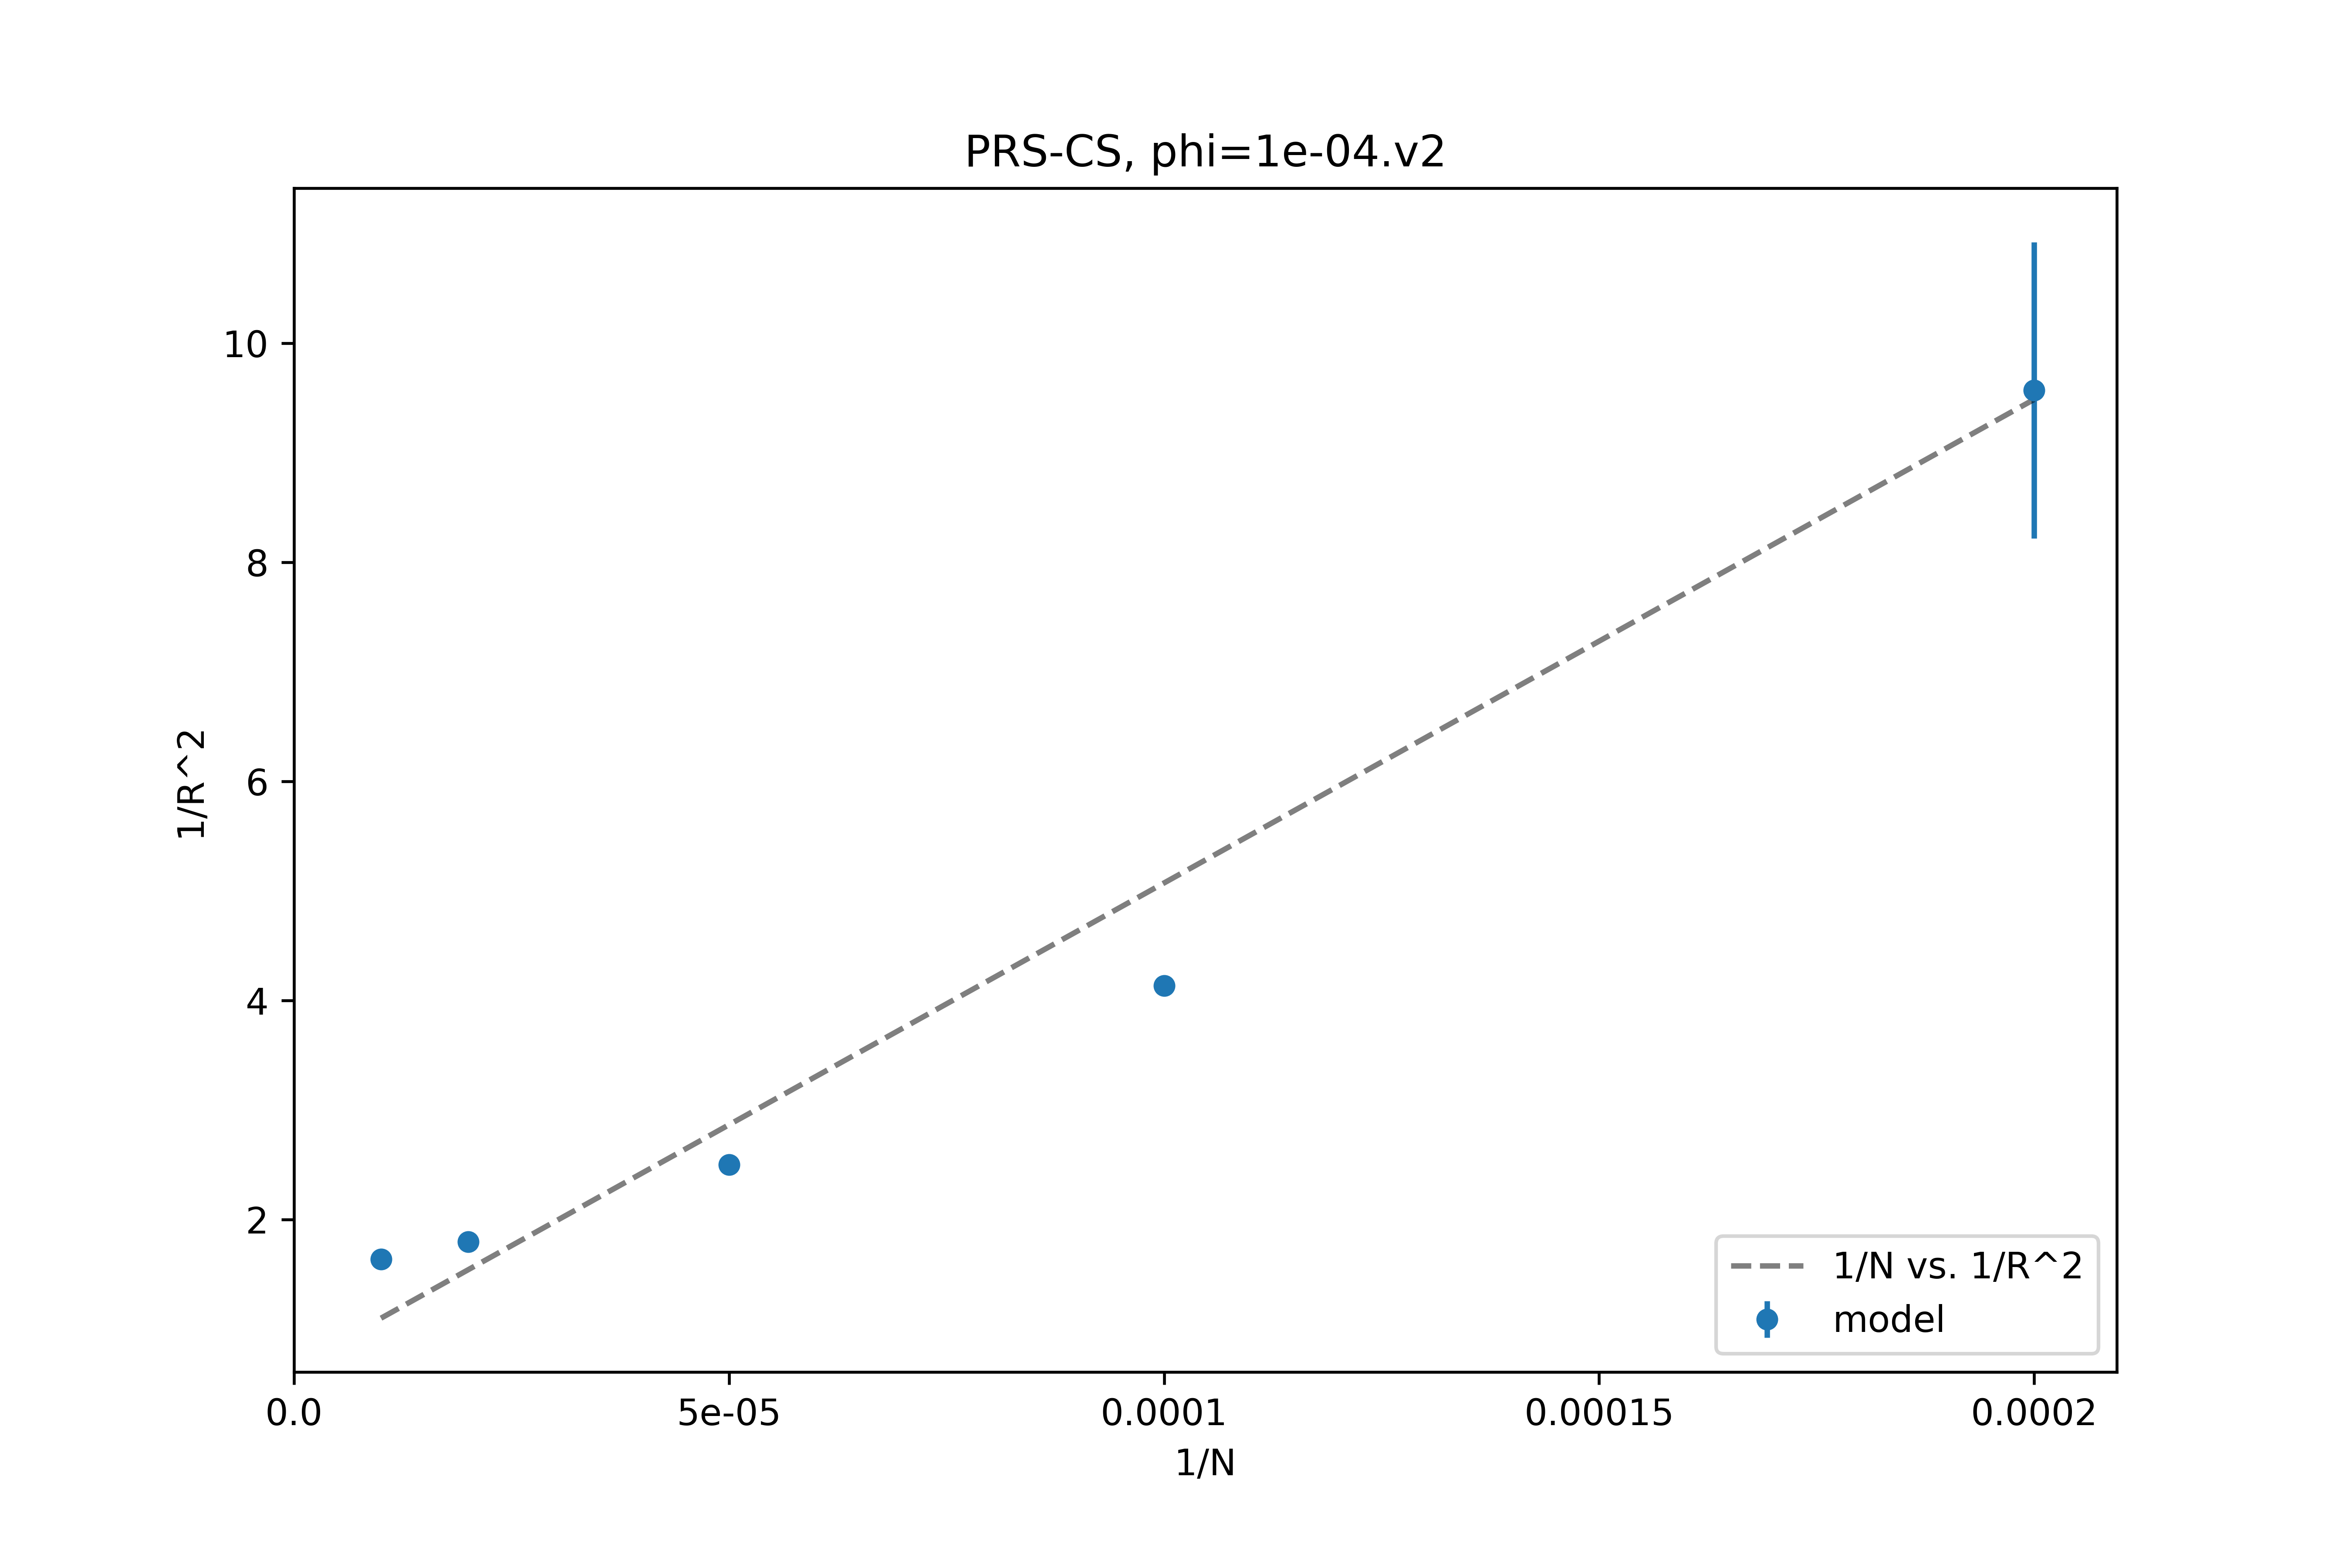 PRS-CS, phi=1e-04.v2
10
8
6
4
2
1/R^2
1/N vs. 1/R^2
model
0.0
5e-05
0.0001
0.00015
0.0002
1/N